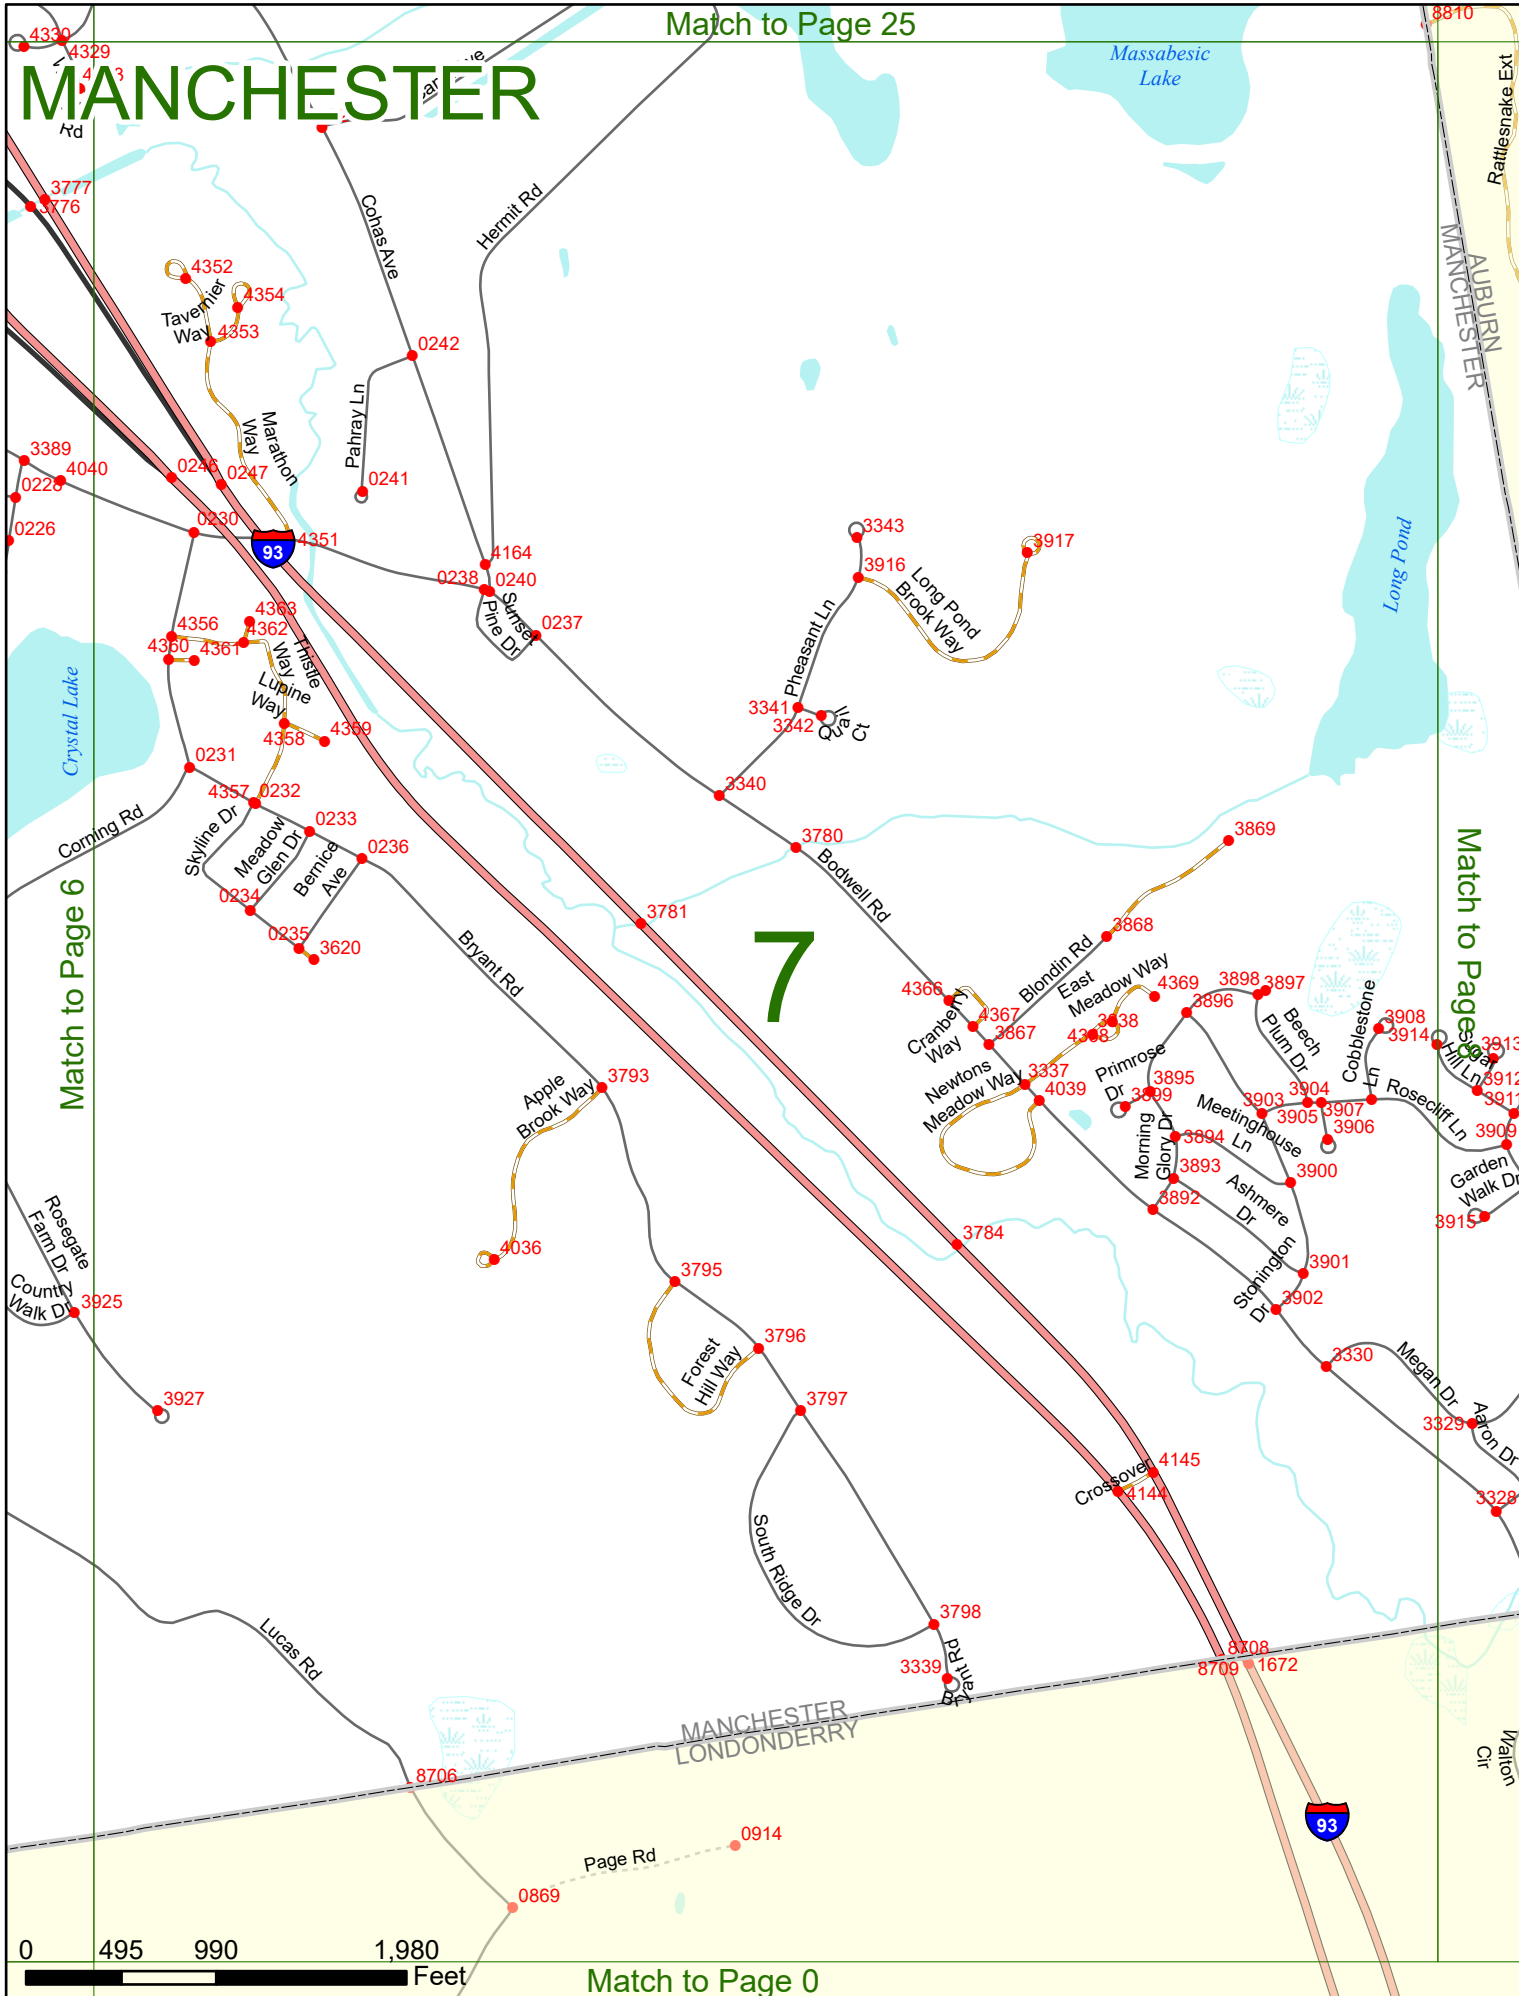 Match to Page 25
MANCHESTER
8810
4330
4329
Rd
Massabesic
Lake
Rattlesnake Ext
3777
3776
Cohas Ave
Hermit Rd
AUBURN
MANCHESTER
4352
4354
Tavernier
Way
4353
0242
Pahray Ln
Marathon
Way
3389
4040
0228
0226
0246
0247
0241
0230
93
4351
4164
0238
0240
Sunset
Pine Dr
0237
3343
3916
3917
Long Pond
Brook Way
Long Pond
Pheasant Ln
4363
4356
4362
4360
4361
Thistle
Way
Lupine
Way
4358
4359
Crystal Lake
3341
3342
Quail
Ct
0231
3340
4357
0232
Corning Rd
Skyline Dr
Meadow
Glen Dr
0233
Bernice
Ave
0236
3780
Bodwell Rd
3869
Match to Page 6
Match to Page 8
0234
0235
3620
3781
7
Bryant Rd
3868
Blondin Rd
East
Meadow Way
4366
4369
3898
3897
3896
Cranberry
Way
4367
3867
4368
3338
Beech
Plum Dr
Cobblestone
Ln
3908
3914
Sugar
Hill Ln
3913
3912
3911
Newtons
Meadow Way
3337
4039
Primrose
Dr
3895
3899
3903
3904
3905
3907
3906
Rosecliff Ln
3909
Apple
Brook Way
3793
Morning
Glory Dr
3894
Meetinghouse
Ln
3893
3900
Garden
Walk Dr
3892
Ashmere
Dr
3915
Rosegate
Farm Dr
Country
Walk Dr
3925
4036
3784
3795
Stonington
Dr
3901
3902
3796
Forest
Hill Way
3330
Megan Dr
3927
3797
3329
Aaron Dr
4145
Crossover
4144
3328
South Ridge Dr
Lucas Rd
3798
3339
Bryant Rd
8708
8709
1672
MANCHESTER
LONDONDERRY
Walton
Cir
8706
93
0914
Page Rd
0869
0 495 990 1,980
Feet
Match to Page 0